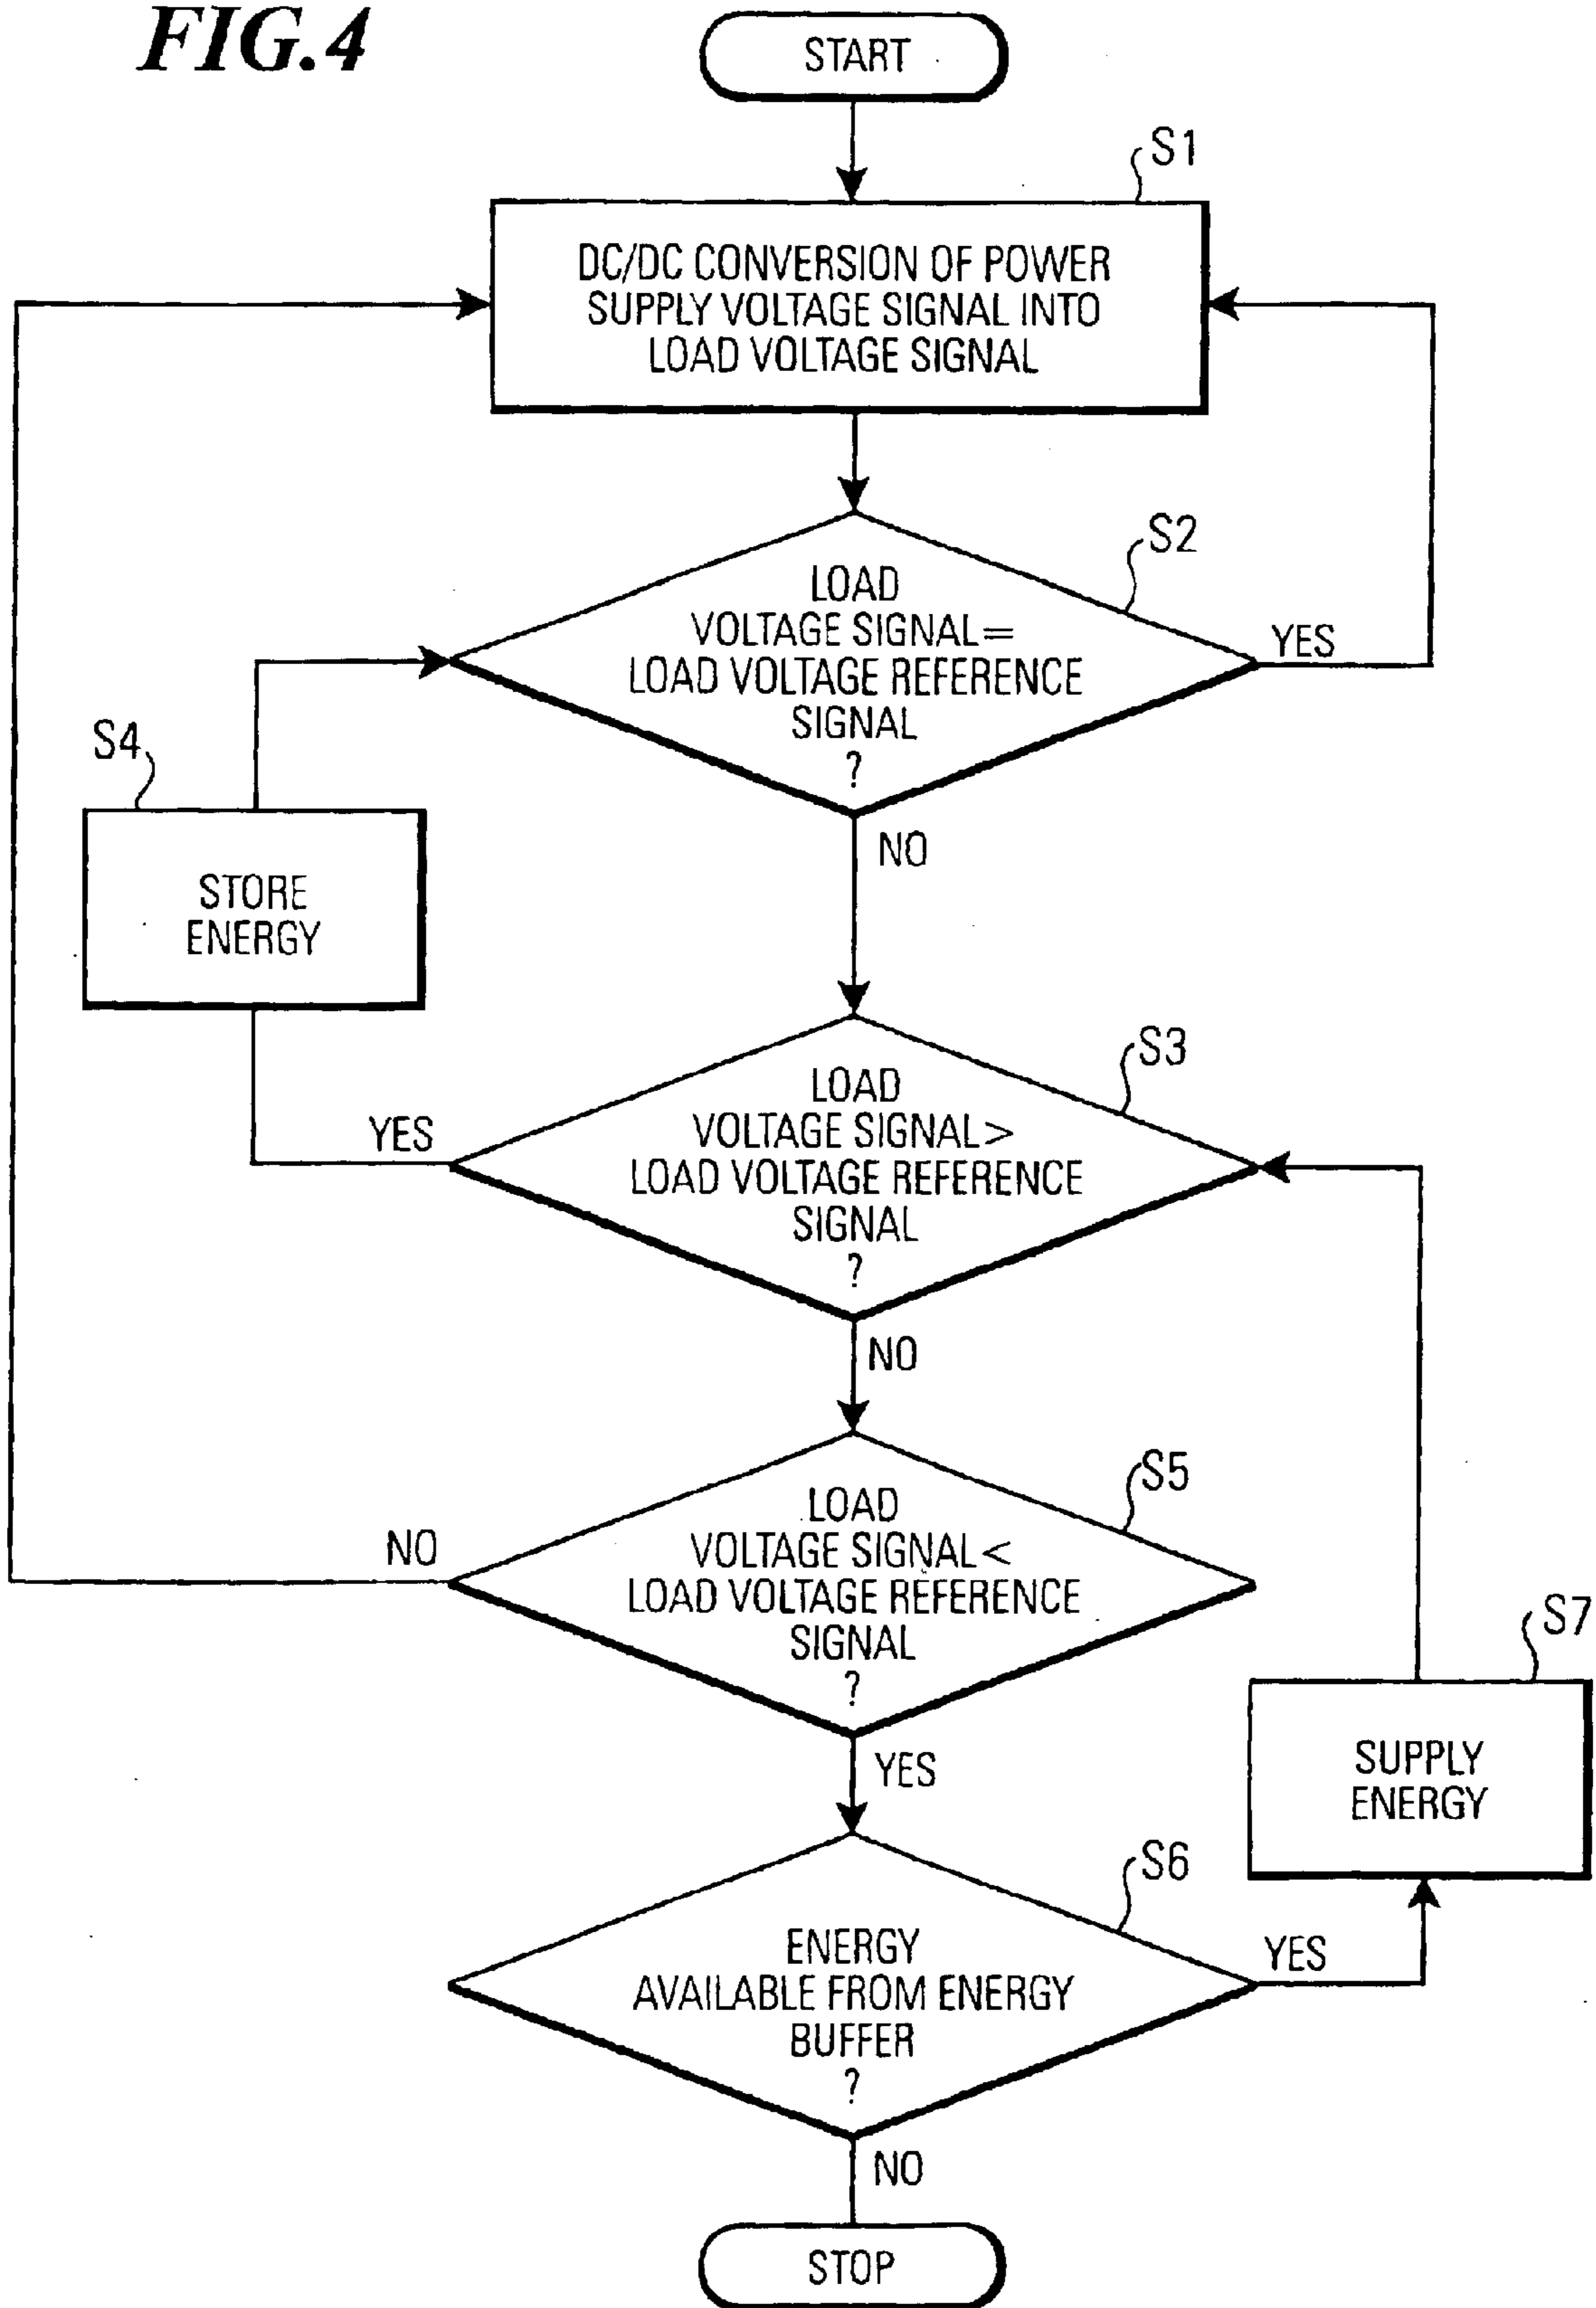 FIG.4
START
S1
DC/DC CONVERSION OF POWER
SUPPLY VOLTAGE SIGNAL INTO
LOAD VOLTAGE SIGNAL
S2
LOAD
VOLTAGE SIGNAL=
LOAD VOLTAGE REFERENCE
SIGNAL
?
YES
NO
S4
STORE
ENERGY
S3
LOAD
VOLTAGE SIGNAL>
LOAD VOLTAGE REFERENCE
SIGNAL
?
YES
NO
S5
LOAD
VOLTAGE SIGNAL<
LOAD VOLTAGE REFERENCE
SIGNAL
?
NO
YES
S7
SUPPLY
ENERGY
S6
ENERGY
AVAILABLE FROM ENERGY
BUFFER
?
YES
NO
STOP